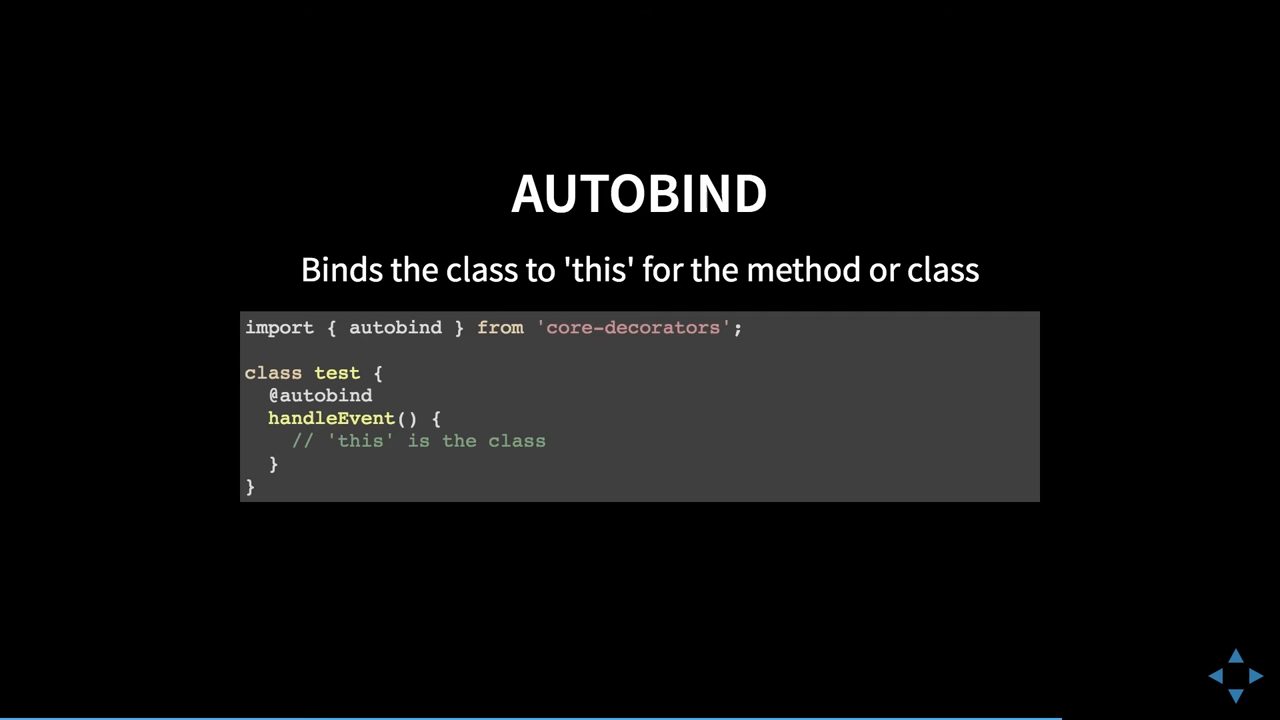 AUTOBIND
Binds the class to 'this' for the method or class
import { autobind } from 'core-decorators';
class test {
  @autobind
  handleEvent() {
    // 'this' is the class
  }
}